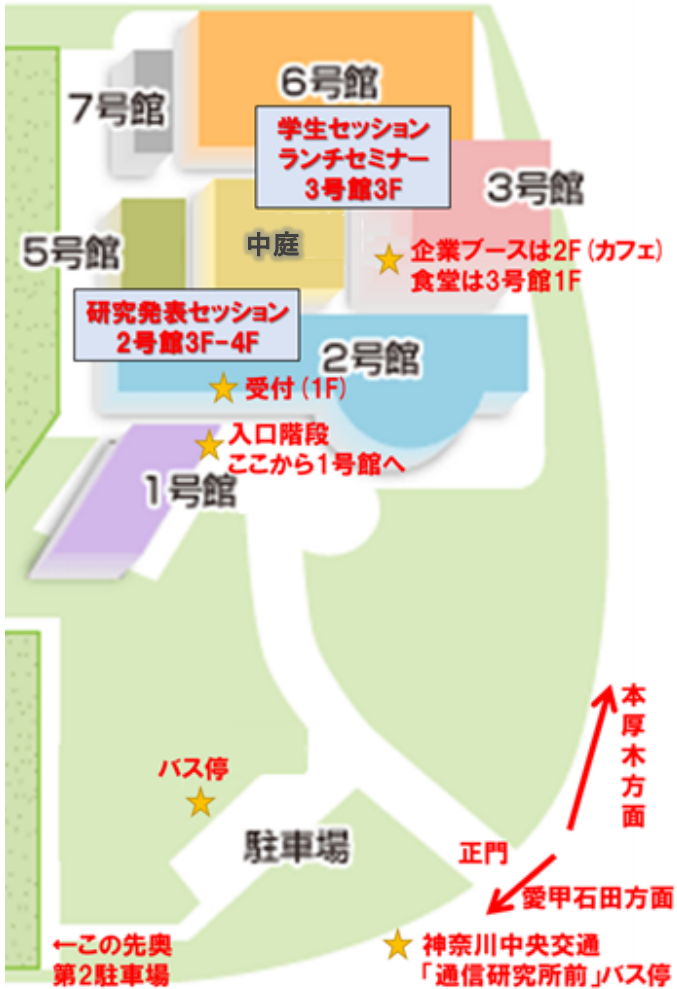 6号館
7号館
学生セッション
ランチセミナー
3号館3F
3号館
5号館
中庭
企業ブースは2F(カフェ)
食堂は3号館1F
研究発表セッション
2号館3F-4F
2号館
受付(1F)
入口階段
ここから1号館へ
1号館
本厚木方面
バス停
駐車場
正門
愛甲石田方面
←この先奥
第2駐車場
神奈川中央交通
「通信研究所前」バス停